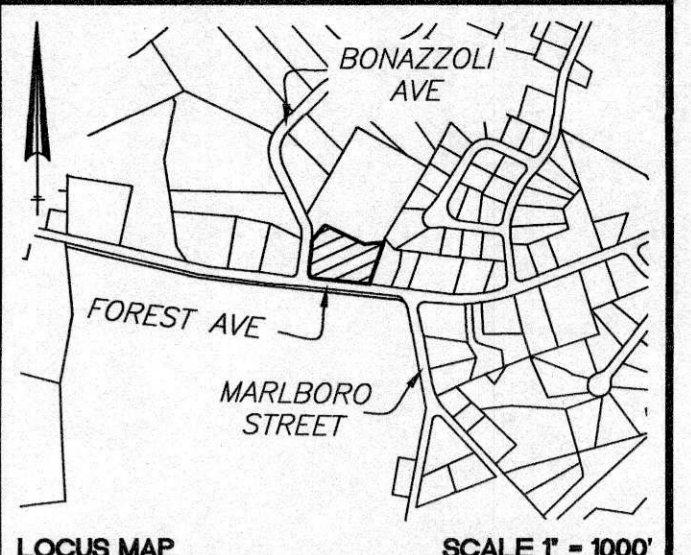 BONAZZOLI
AVE
FOREST AVE
MARLBORO
STREET
LOCUS MAP SCALE 1" = 1000'